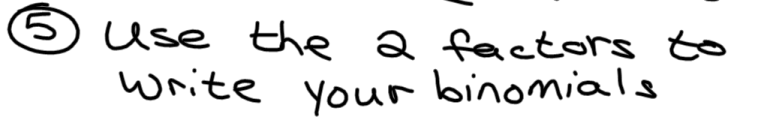 ⑤ Use the 2 factors to
write your binomials